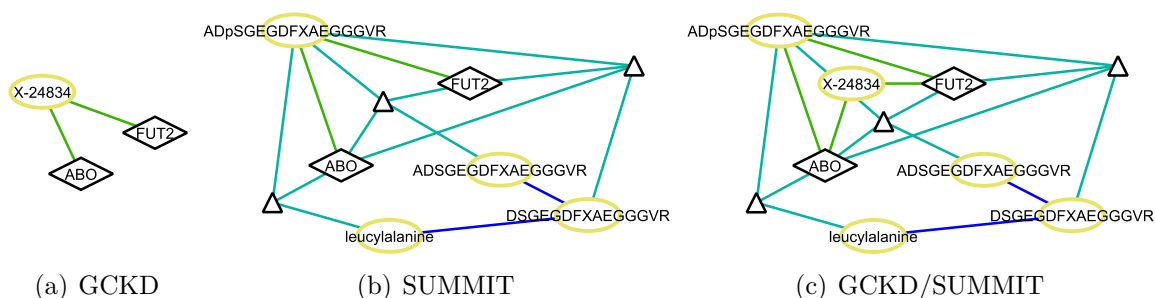 X-24834
FUT2
ABO
(a) GCKD
ADpSGEGDFXAEGGGVR
FUT2
ABO
ADSGEGDFXAEGGGVR
DSGEGDFXAEGGGVR
leucylalanine
(b) SUMMIT
ADpSGEGDFXAEGGGVR
X-24834
FUT2
ABO
ADSGEGDFXAEGGGVR
DSGEGDFXAEGGGVR
leucylalanine
(c) GCKD/SUMMIT